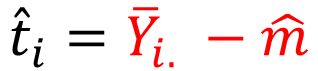 t̂ᵢ = Ȳᵢ. − m̂